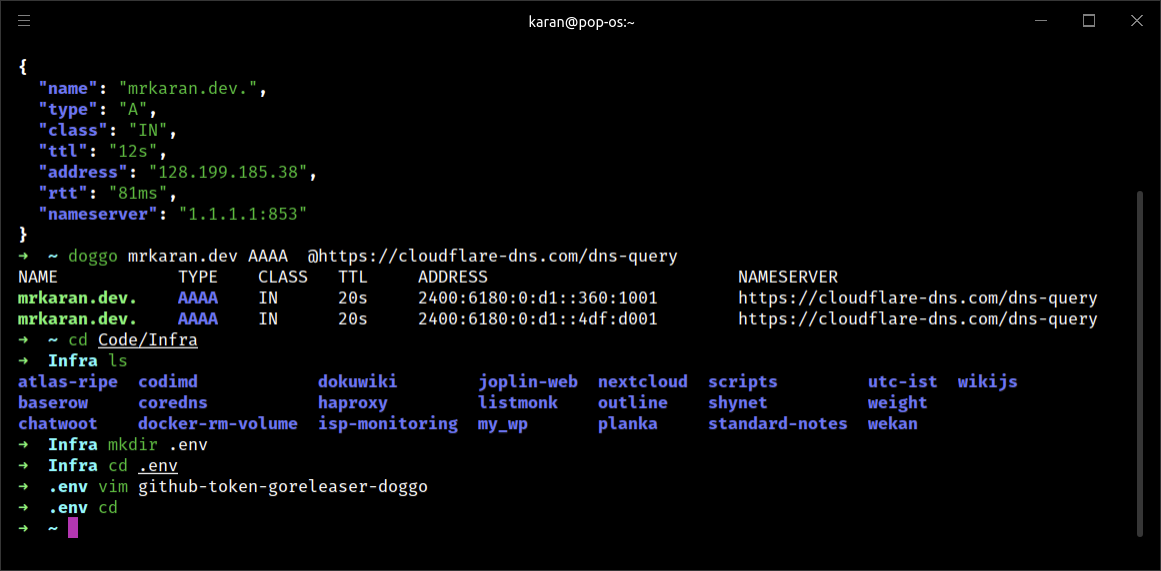 karan@pop-os:~
{
  "name": "mrkaran.dev.",
  "type": "A",
  "class": "IN",
  "ttl": "12s",
  "address": "128.199.185.38",
  "rtt": "81ms",
  "nameserver": "1.1.1.1:853"
}
➜  ~ doggo mrkaran.dev AAAA  @https://cloudflare-dns.com/dns-query
NAME            TYPE    CLASS   TTL     ADDRESS                         NAMESERVER
mrkaran.dev.    AAAA    IN      20s     2400:6180:0:d1::360:1001        https://cloudflare-dns.com/dns-query
mrkaran.dev.    AAAA    IN      20s     2400:6180:0:d1::4df:d001        https://cloudflare-dns.com/dns-query
➜  ~ cd Code/Infra
➜  Infra ls
atlas-ripe  codimd            dokuwiki        joplin-web  nextcloud  scripts         utc-ist  wikijs
baserow     coredns           haproxy         listmonk    outline    shynet          weight
chatwoot    docker-rm-volume  isp-monitoring  my_wp       planka     standard-notes  wekan
➜  Infra mkdir .env
➜  Infra cd .env
➜  .env vim github-token-goreleaser-doggo
➜  .env cd
➜  ~